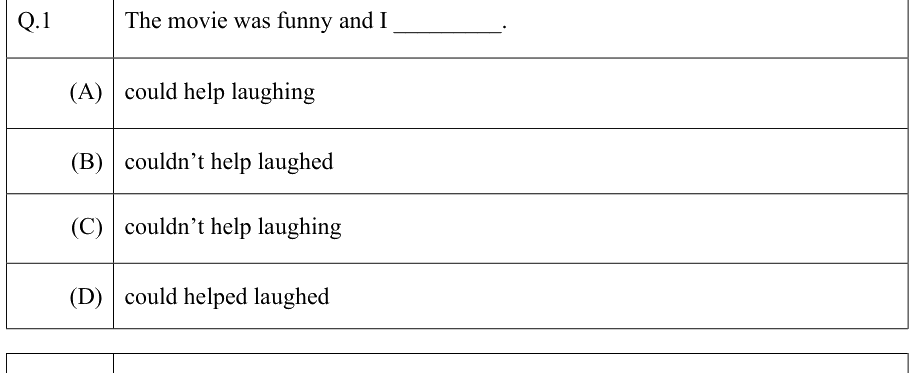 Q.1 The movie was funny and I _________.
(A) could help laughing
(B) couldn’t help laughed
(C) couldn’t help laughing
(D) could helped laughed